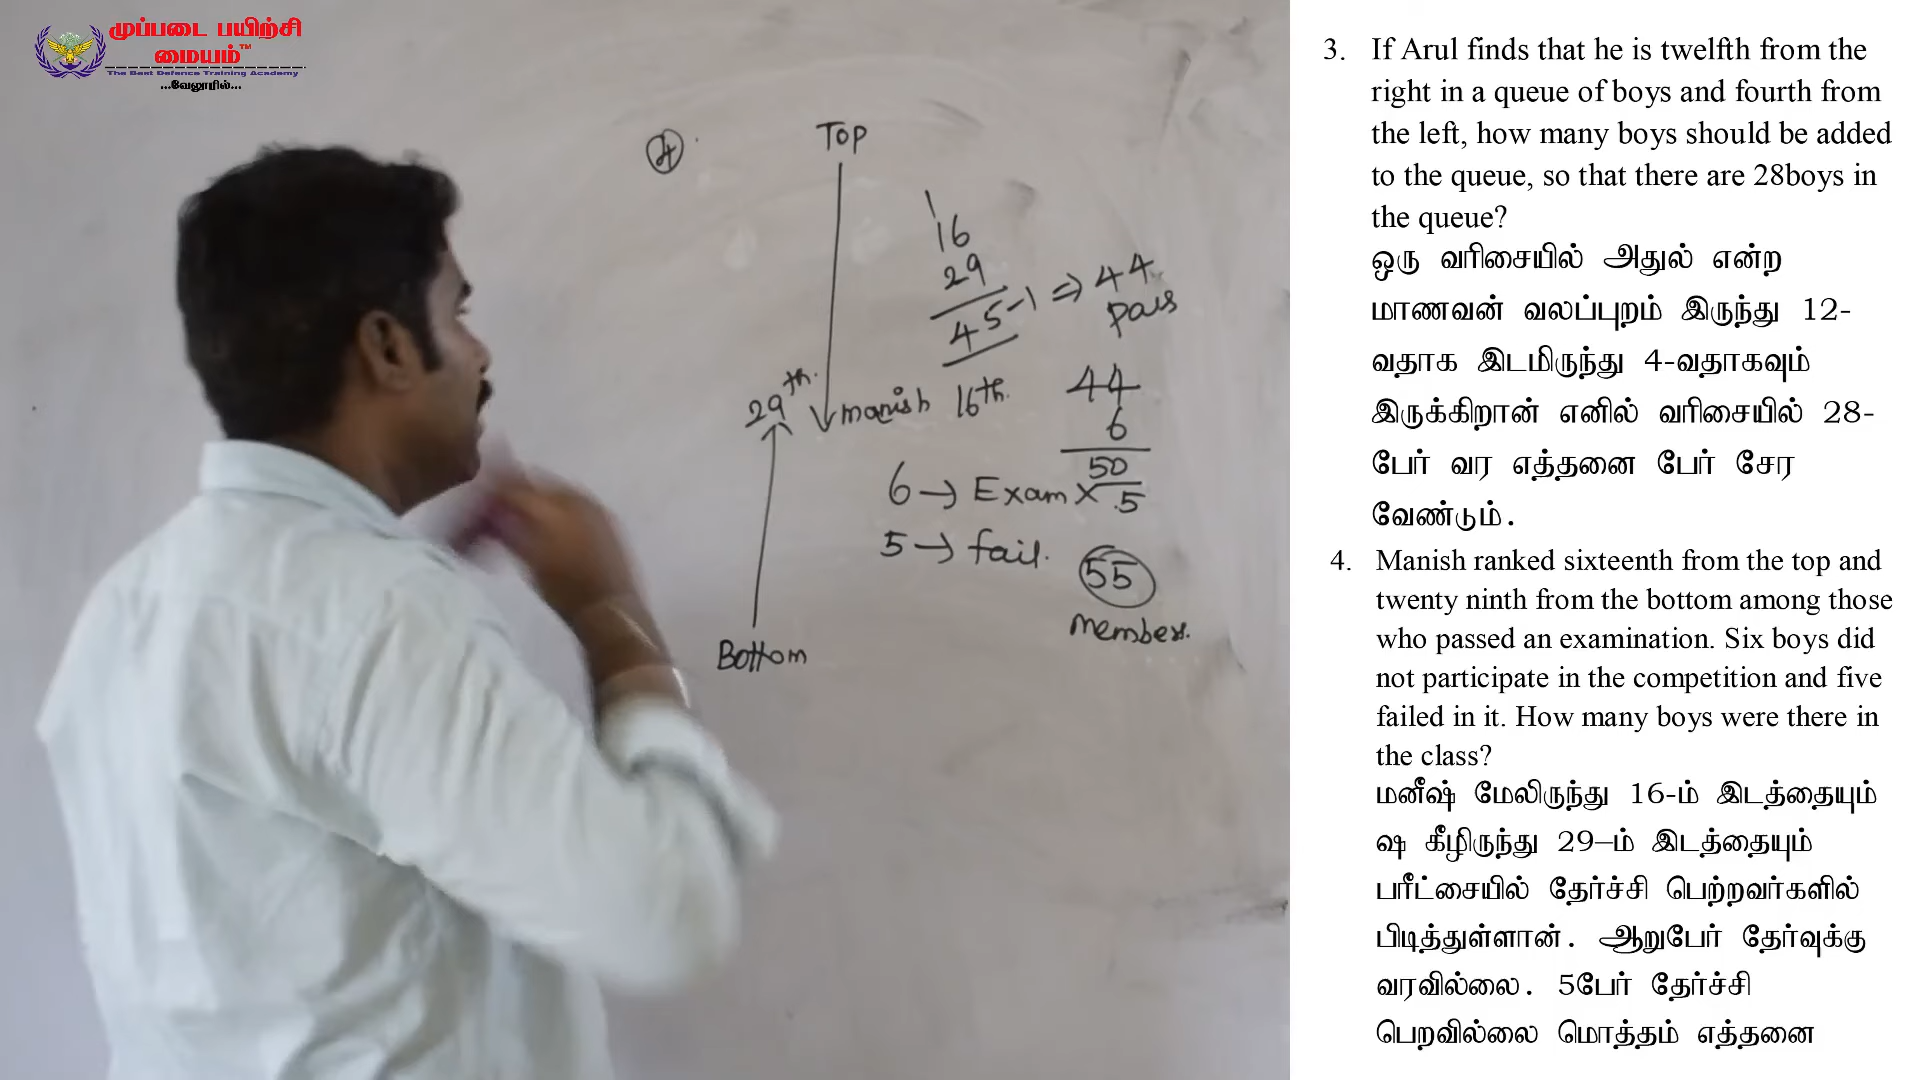 முப்படை பயிற்சி
மையம்™
The Best Defence Training Academy
...வேலூரில்...
4
Top
1
16
29
45-1 => 44
pass
44
6
50
5
55
members.
29th.
manish 16th.
6 → Exam ×
5 → fail.
Bottom
3. If Arul finds that he is twelfth from the
right in a queue of boys and fourth from
the left, how many boys should be added
to the queue, so that there are 28boys in
the queue?
ஒரு வரிசையில் அதுல் என்ற
மாணவன் வலப்புறம் இருந்து 12-
வதாக இடமிருந்து 4-வதாகவும்
இருக்கிறான் எனில் வரிசையில் 28-
பேர் வர எத்தனை பேர் சேர
வேண்டும்.
4. Manish ranked sixteenth from the top and
twenty ninth from the bottom among those
who passed an examination. Six boys did
not participate in the competition and five
failed in it. How many boys were there in
the class?
மனீஷ் மேலிருந்து 16-ம் இடத்தையும்
ஷ கீழிருந்து 29–ம் இடத்தையும்
பரீட்சையில் தேர்ச்சி பெற்றவர்களில்
பிடித்துள்ளான். ஆறுபேர் தேர்வுக்கு
வரவில்லை. 5பேர் தேர்ச்சி
பெறவில்லை மொத்தம் எத்தனை